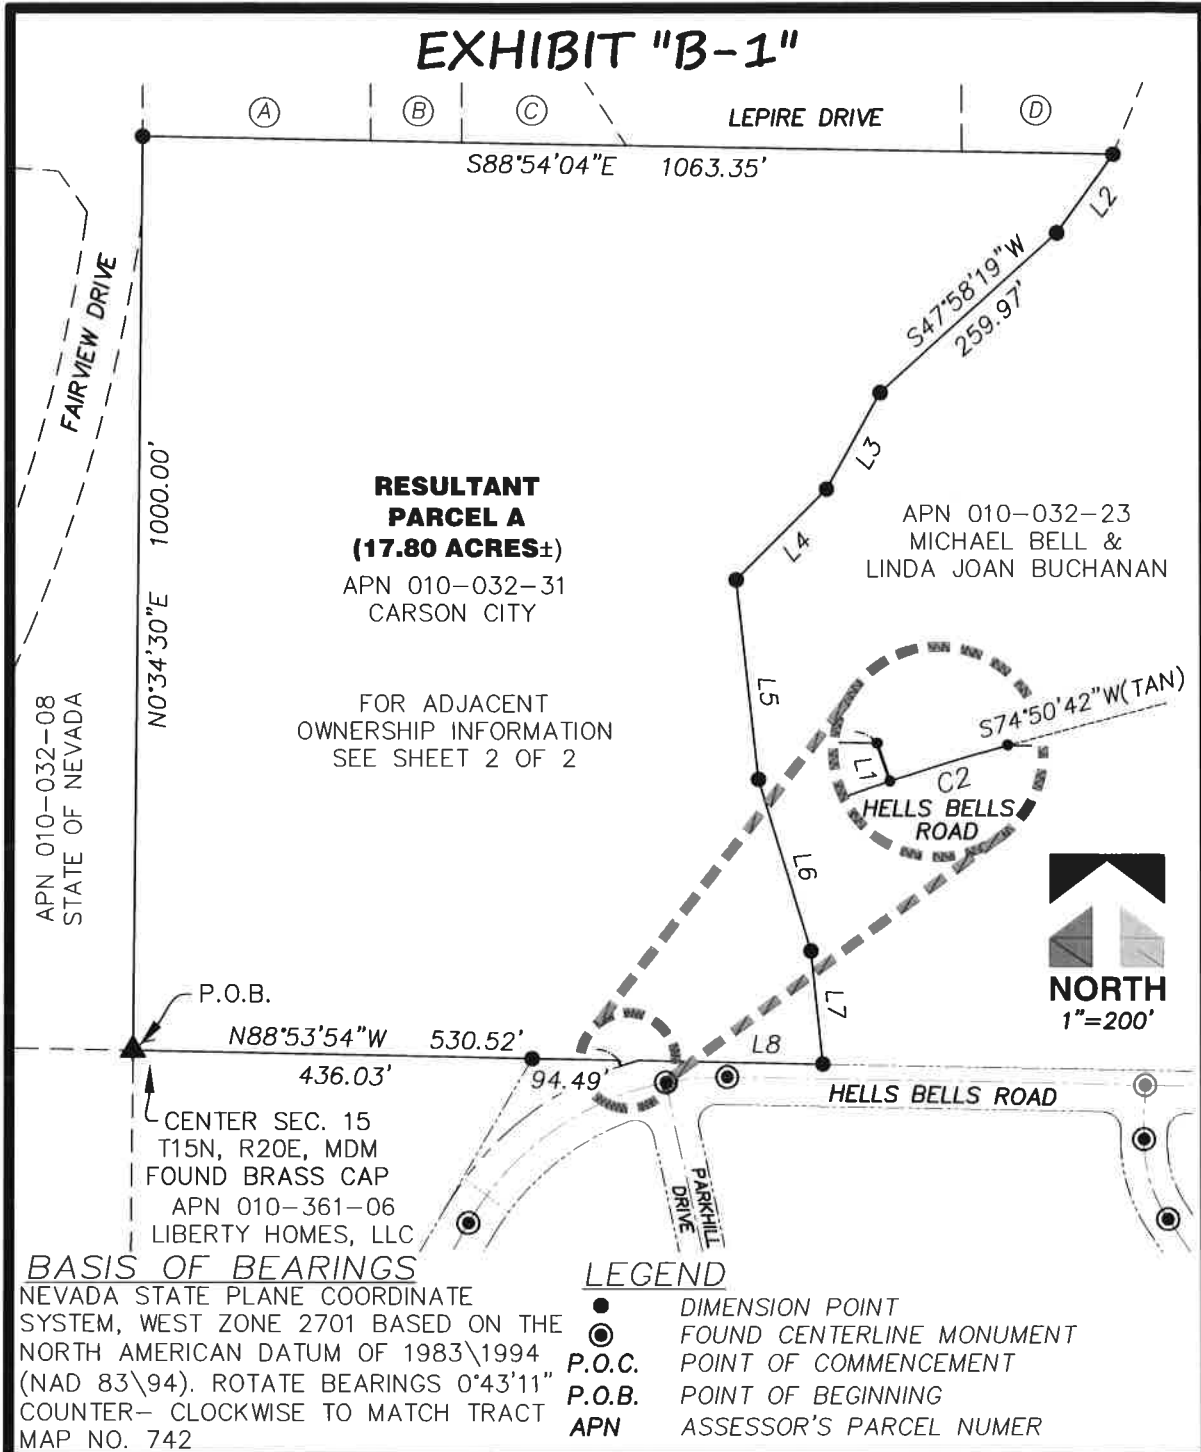 EXHIBIT "B-1"
A B C LEPIRE DRIVE D
S88°54'04"E 1063.35'
L2
S47°58'19"W
259.97'
FAIRVIEW DRIVE
L3
N0°34'30"E 1000.00'
RESULTANT
PARCEL A
(17.80 ACRES±)
APN 010-032-31
CARSON CITY
L4
APN 010-032-23
MICHAEL BELL &
LINDA JOAN BUCHANAN
FOR ADJACENT
OWNERSHIP INFORMATION
SEE SHEET 2 OF 2
L5
APN 010-032-08
STATE OF NEVADA
S74°50'42"W(TAN)
L1
C2
HELLS BELLS
ROAD
L6
NORTH
1"=200'
L7
P.O.B.
N88°53'54"W 530.52'
L8
436.03'
94.49'
HELLS BELLS ROAD
CENTER SEC. 15
T15N, R20E, MDM
FOUND BRASS CAP
APN 010-361-06
LIBERTY HOMES, LLC
PARKHILL
DRIVE
BASIS OF BEARINGS
NEVADA STATE PLANE COORDINATE
SYSTEM, WEST ZONE 2701 BASED ON THE
NORTH AMERICAN DATUM OF 1983\1994
(NAD 83\94). ROTATE BEARINGS 0°43'11"
COUNTER- CLOCKWISE TO MATCH TRACT
MAP NO. 742
LEGEND
DIMENSION POINT
FOUND CENTERLINE MONUMENT
P.O.C. POINT OF COMMENCEMENT
P.O.B. POINT OF BEGINNING
APN ASSESSOR'S PARCEL NUMER